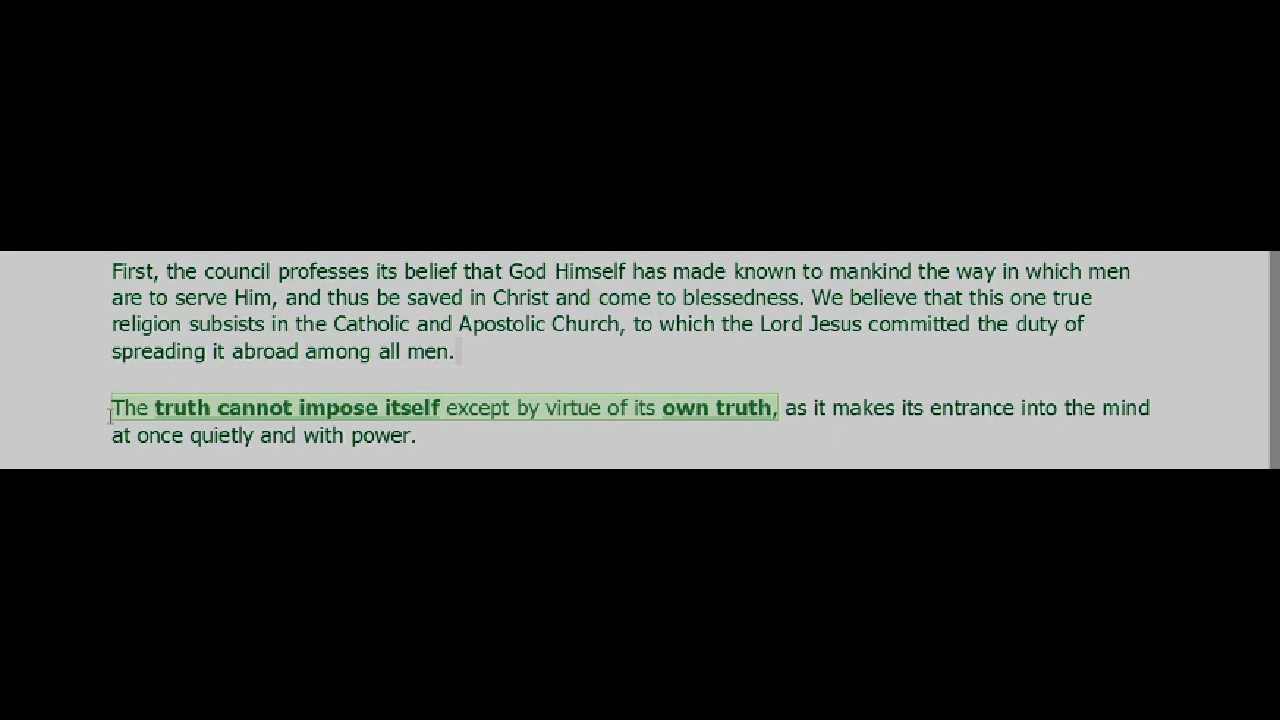 First, the council professes its belief that God Himself has made known to mankind the way in which men
are to serve Him, and thus be saved in Christ and come to blessedness. We believe that this one true
religion subsists in the Catholic and Apostolic Church, to which the Lord Jesus committed the duty of
spreading it abroad among all men.
The truth cannot impose itself except by virtue of its own truth, as it makes its entrance into the mind
at once quietly and with power.